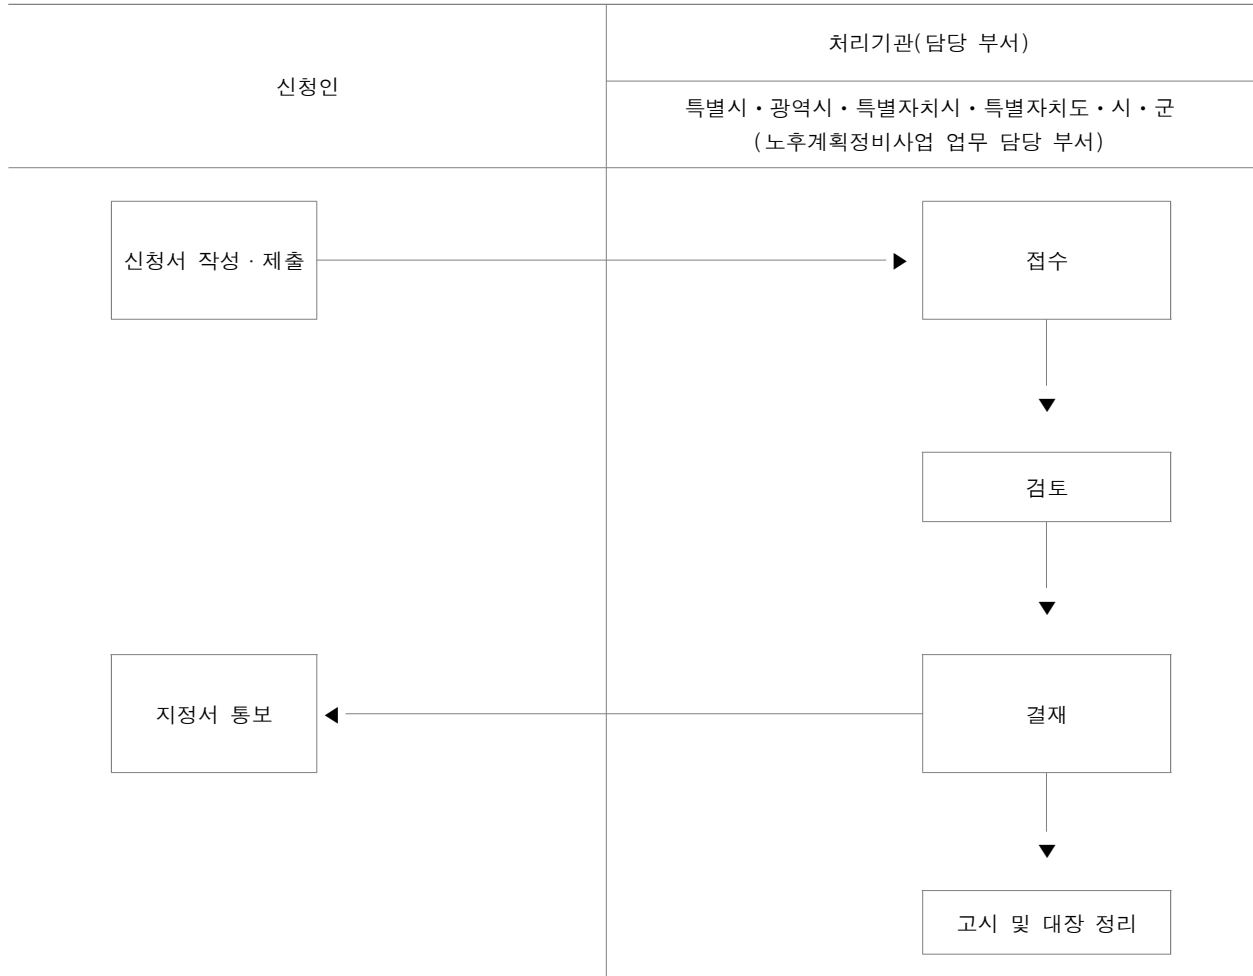 신청인
처리기관(담당 부서)
특별시・광역시・특별자치시・특별자치도・시・군
(노후계획정비사업 업무 담당 부서)
신청서 작성ㆍ제출
접수
검토
지정서 통보
결재
고시 및 대장 정리